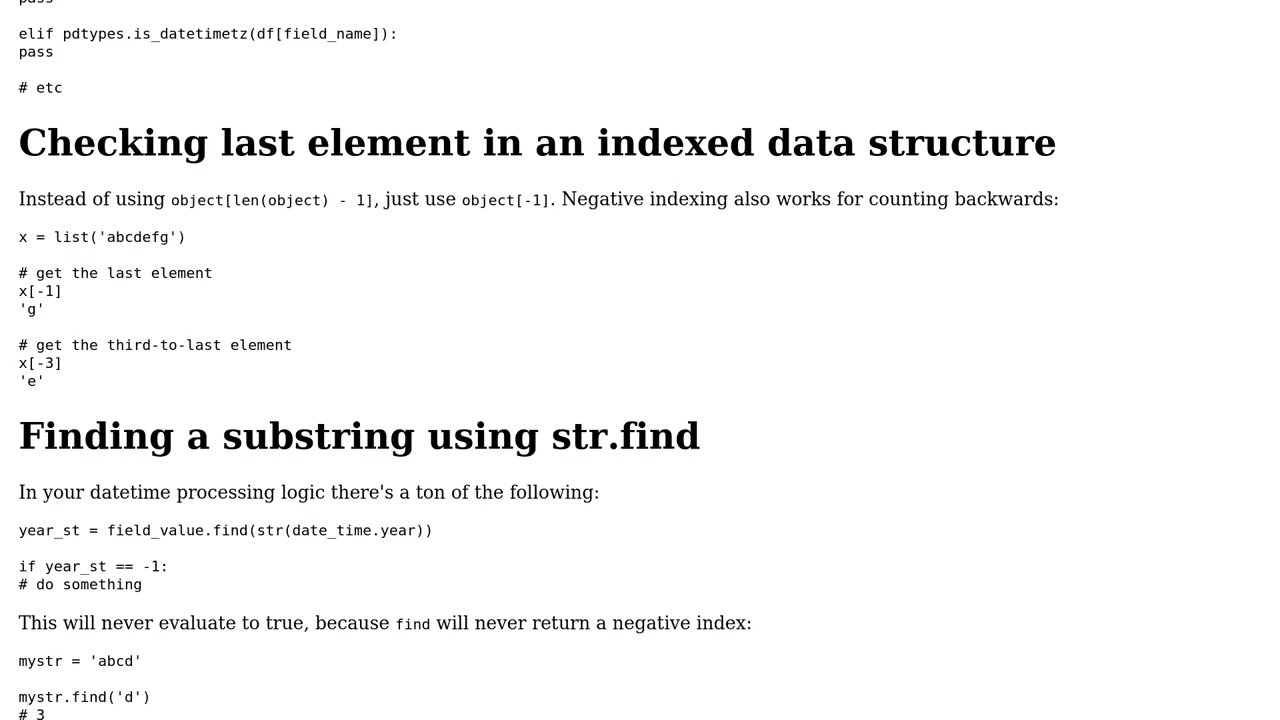 pass
elif pdtypes.is_datetimetz(df[field_name]):
pass
# etc
Checking last element in an indexed data structure
Instead of using object[len(object) - 1], just use object[-1]. Negative indexing also works for counting backwards:
x = list('abcdefg')
# get the last element
x[-1]
'g'
# get the third-to-last element
x[-3]
'e'
Finding a substring using str.find
In your datetime processing logic there's a ton of the following:
year_st = field_value.find(str(date_time.year))
if year_st == -1:
# do something
This will never evaluate to true, because find will never return a negative index:
mystr = 'abcd'
mystr.find('d')
# 3